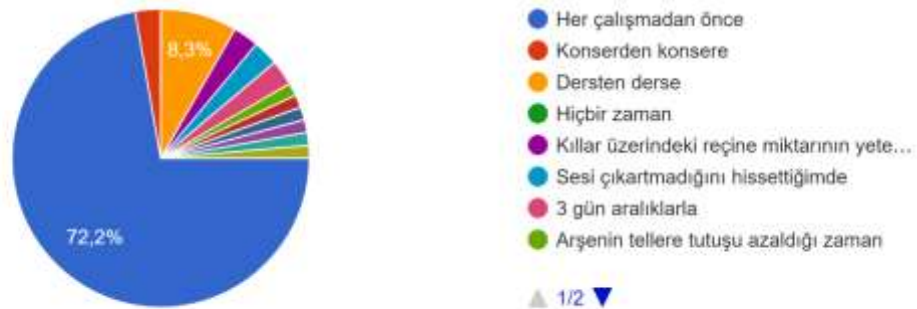 8,3%
72,2%
Her çalışmadan önce
Konserden konsere
Dersten derse
Hiçbir zaman
Kıllar üzerindeki reçine miktarının yete…
Sesi çıkartmadığını hissettiğimde
3 gün aralıklarla
Arşenin tellere tutuşu azaldığı zaman
1/2